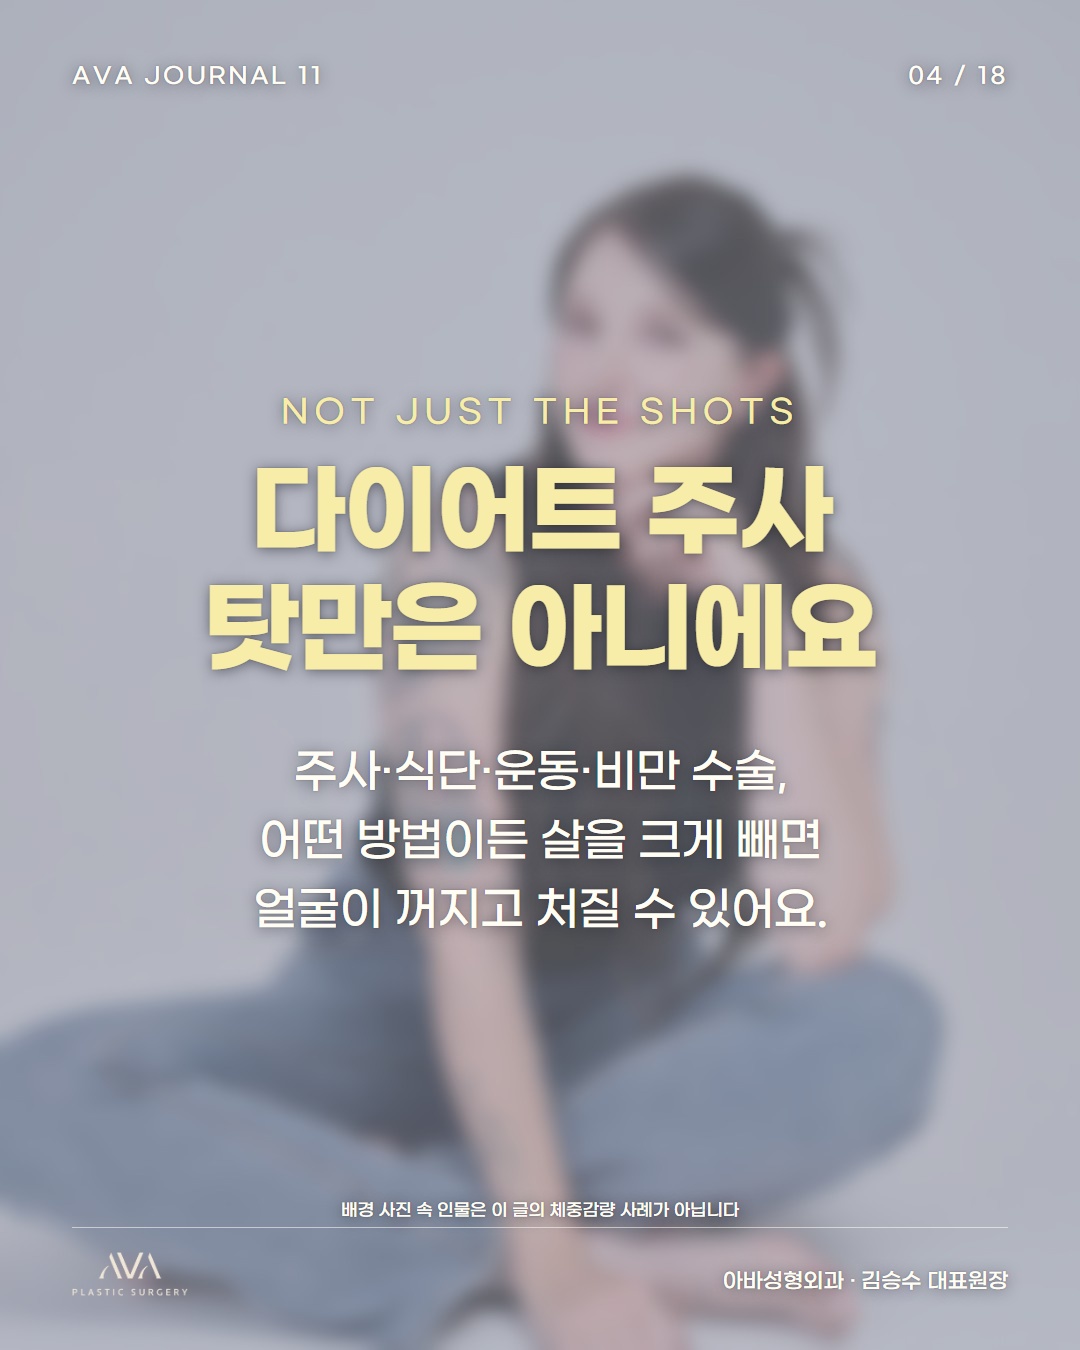 AVA JOURNAL 11
04 / 18
NOT JUST THE SHOTS
다이어트 주사
탓만은 아니에요
주사·식단·운동·비만 수술,
어떤 방법이든 살을 크게 빼면
얼굴이 꺼지고 처질 수 있어요.
배경 사진 속 인물은 이 글의 체중감량 사례가 아닙니다
AVA
PLASTIC SURGERY
아바성형외과 · 김승수 대표원장